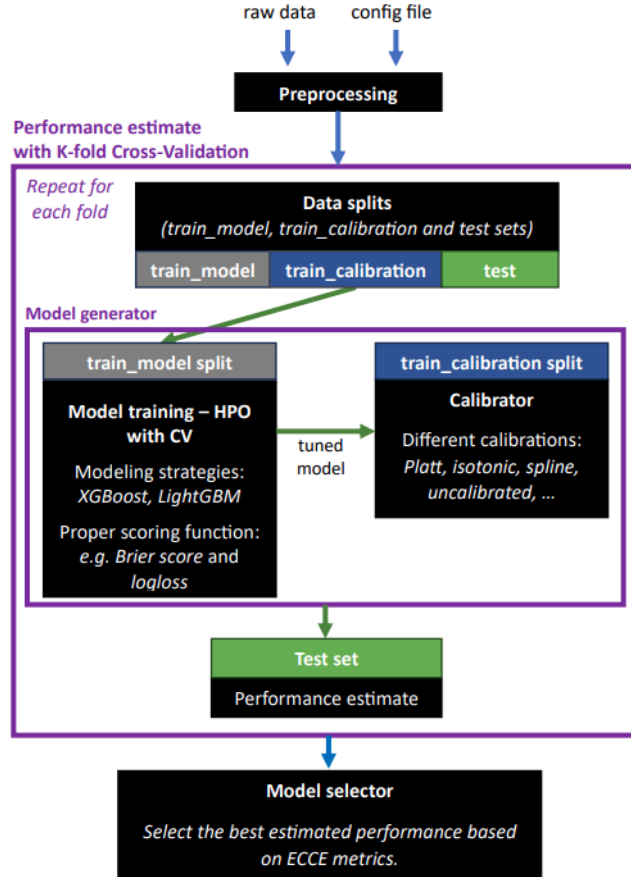 raw data
config file
Preprocessing
Performance estimate
with K-fold Cross-Validation
Repeat for
each fold
Data splits
(train_model, train_calibration and test sets)
train_model
train_calibration
test
Model generator
train_model split
Model training – HPO
with CV
Modeling strategies:
XGBoost, LightGBM
Proper scoring function:
e.g. Brier score and
logloss
tuned
model
train_calibration split
Calibrator
Different calibrations:
Platt, isotonic, spline,
uncalibrated, ...
Test set
Performance estimate
Model selector
Select the best estimated performance based
on ECCE metrics.